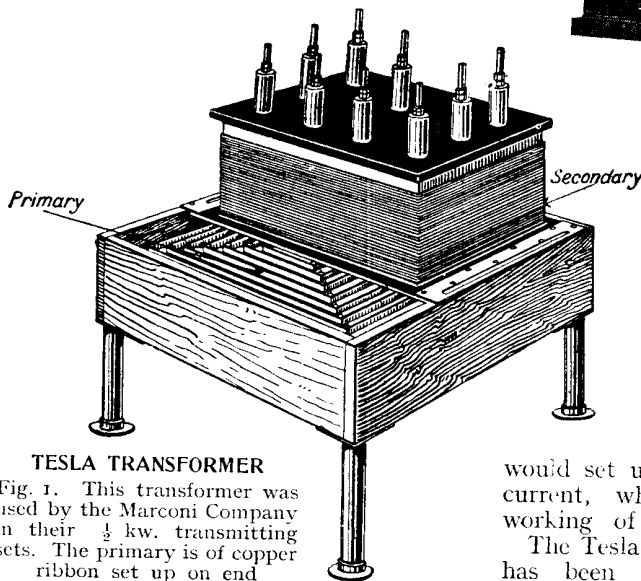 Primary
Secondary
TESLA TRANSFORMER
Fig. 1. This transformer was
used by the Marconi Company
in their ½ kw. transmitting
sets. The primary is of copper
ribbon set up on end
would set u
current, wh
working of
The Tesla
has been